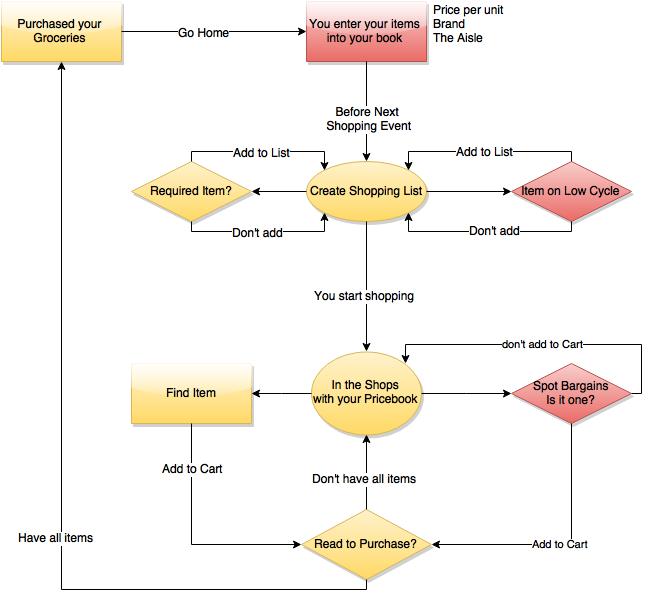 Purchased your
Groceries
Go Home
You enter your items
into your book
Price per unit
Brand
The Aisle
Before Next
Shopping Event
Add to List
Add to List
Required Item?
Create Shopping List
Item on Low Cycle
Don't add
Don't add
You start shopping
don't add to Cart
Find Item
In the Shops
with your Pricebook
Spot Bargains
Is it one?
Add to Cart
Don't have all items
Have all items
Read to Purchase?
Add to Cart